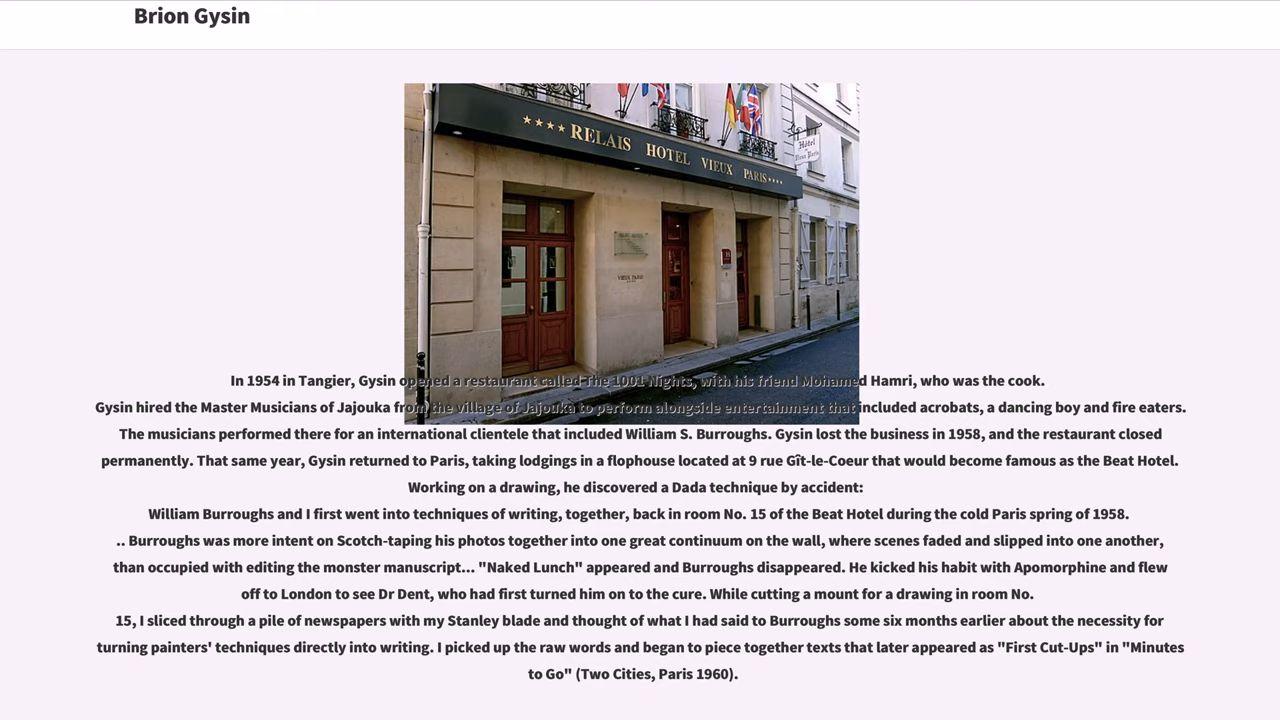 Brion Gysin
★★★★ RELAIS HOTEL VIEUX PARIS ★★★★
Hôtel
Vieux Paris
VIEUX PARIS
In 1954 in Tangier, Gysin opened a restaurant called The 1001 Nights, with his friend Mohamed Hamri, who was the cook.
Gysin hired the Master Musicians of Jajouka from the village of Jajouka to perform alongside entertainment that included acrobats, a dancing boy and fire eaters.
The musicians performed there for an international clientele that included William S. Burroughs. Gysin lost the business in 1958, and the restaurant closed
permanently. That same year, Gysin returned to Paris, taking lodgings in a flophouse located at 9 rue Gît-le-Coeur that would become famous as the Beat Hotel.
Working on a drawing, he discovered a Dada technique by accident:
William Burroughs and I first went into techniques of writing, together, back in room No. 15 of the Beat Hotel during the cold Paris spring of 1958.
.. Burroughs was more intent on Scotch-taping his photos together into one great continuum on the wall, where scenes faded and slipped into one another,
than occupied with editing the monster manuscript... "Naked Lunch" appeared and Burroughs disappeared. He kicked his habit with Apomorphine and flew
off to London to see Dr Dent, who had first turned him on to the cure. While cutting a mount for a drawing in room No.
15, I sliced through a pile of newspapers with my Stanley blade and thought of what I had said to Burroughs some six months earlier about the necessity for
turning painters' techniques directly into writing. I picked up the raw words and began to piece together texts that later appeared as "First Cut-Ups" in "Minutes
to Go" (Two Cities, Paris 1960).